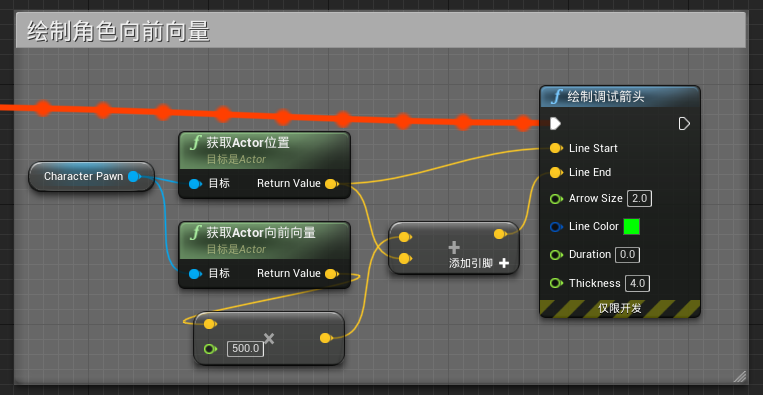 绘制角色向前向量
Character Pawn
获取Actor位置
目标是Actor
目标
Return Value
获取Actor向前向量
目标是Actor
目标
Return Value
500.0
添加引脚
绘制调试箭头
Line Start
Line End
Arrow Size 2.0
Line Color
Duration 0.0
Thickness 4.0
仅限开发